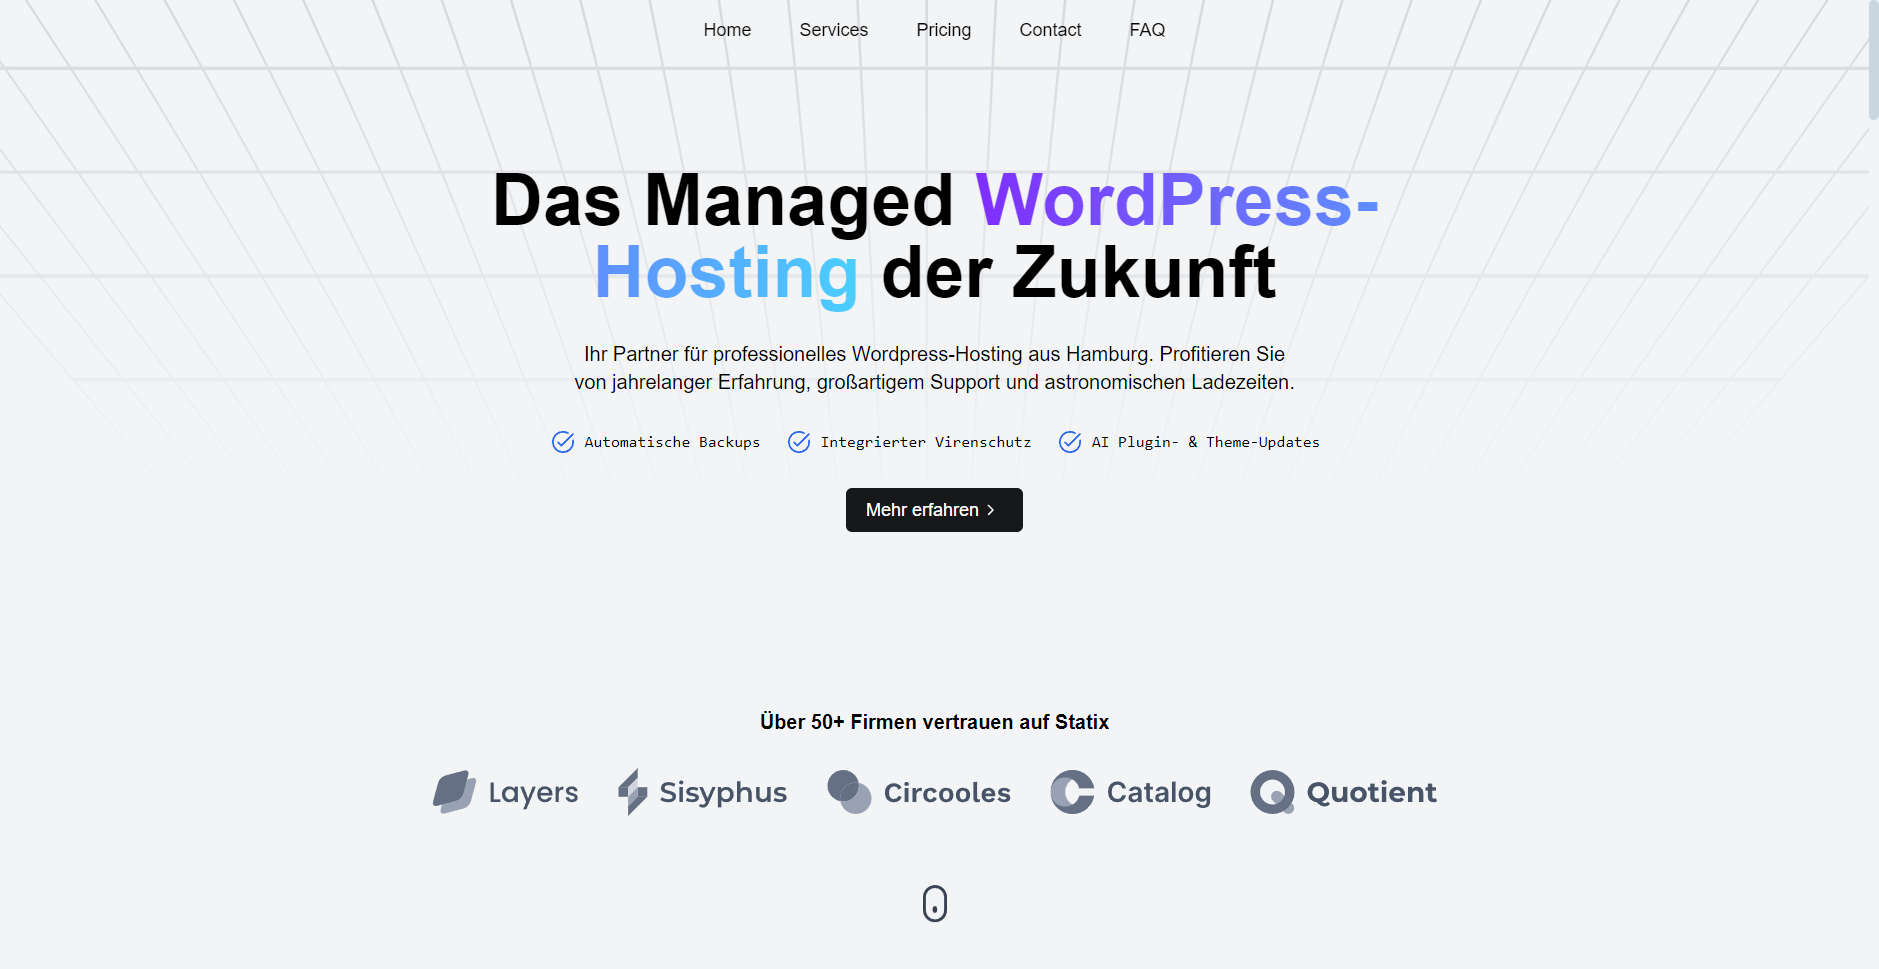 Home Services Pricing Contact FAQ
Das Managed WordPress-
Hosting der Zukunft
Ihr Partner für professionelles Wordpress-Hosting aus Hamburg. Profitieren Sie
von jahrelanger Erfahrung, großartigem Support und astronomischen Ladezeiten.
Automatische Backups Integrierter Virenschutz AI Plugin- & Theme-Updates
Mehr erfahren
Über 50+ Firmen vertrauen auf Statix
Layers Sisyphus Circooles Catalog Quotient